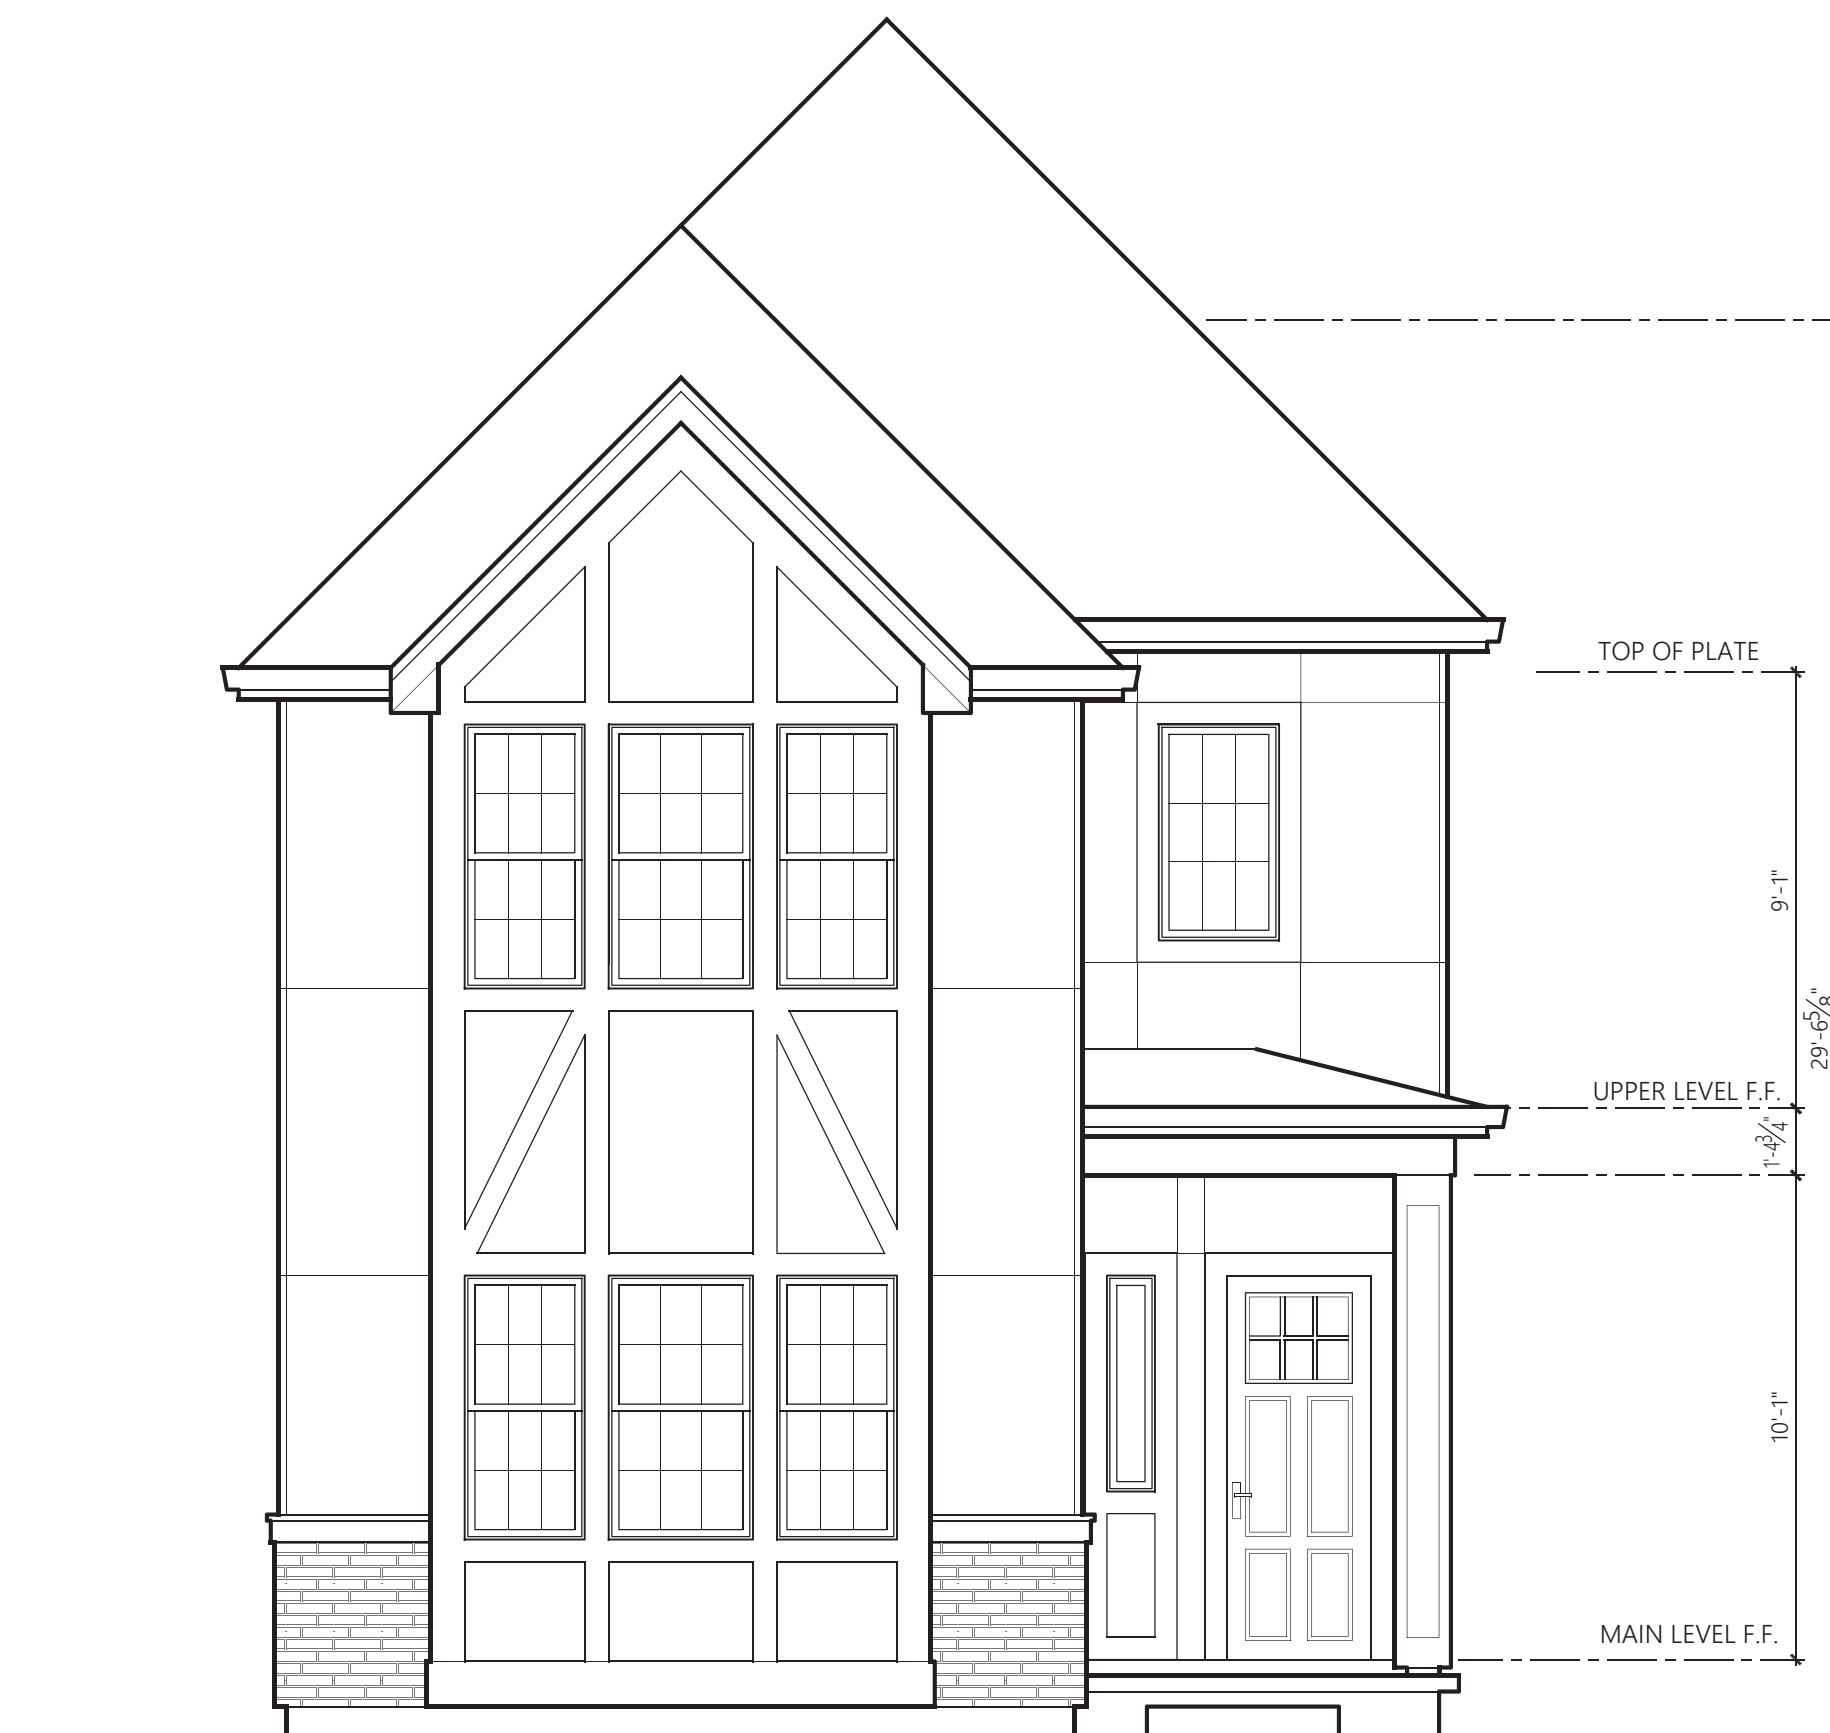 TOP OF PLATE
9'-1"
29'-6⅝"
UPPER LEVEL F.F.
1'-4¾"
10'-1"
MAIN LEVEL F.F.